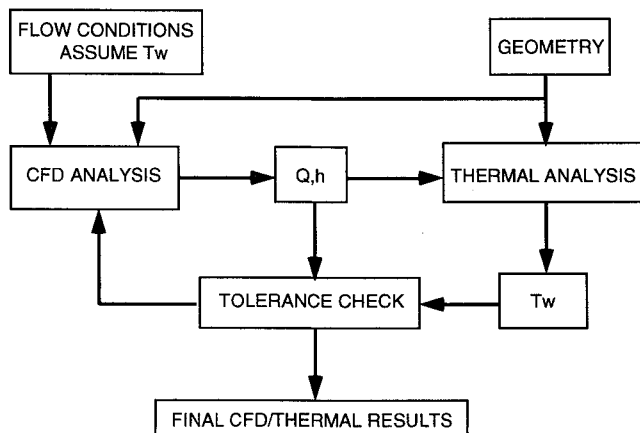 FLOW CONDITIONS
ASSUME Tw
GEOMETRY
CFD ANALYSIS
Q,h
THERMAL ANALYSIS
TOLERANCE CHECK
Tw
FINAL CFD/THERMAL RESULTS